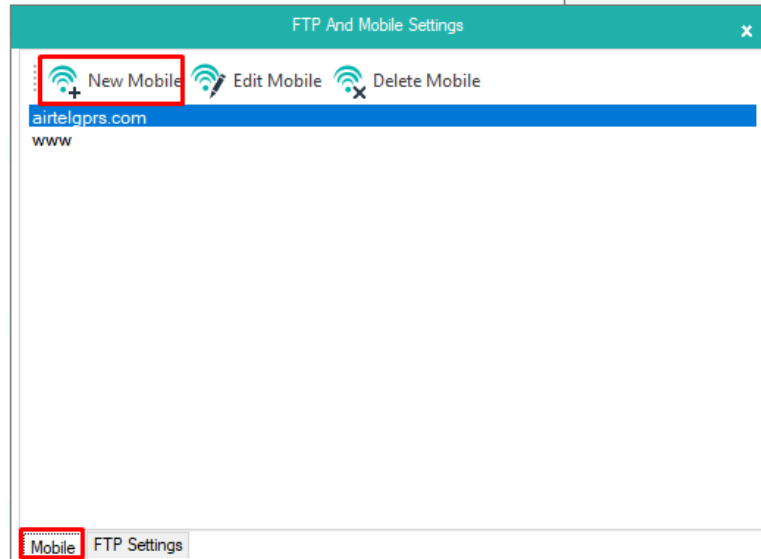 FTP And Mobile Settings
x
New Mobile Edit Mobile Delete Mobile
airtelgprs.com
www
Mobile FTP Settings